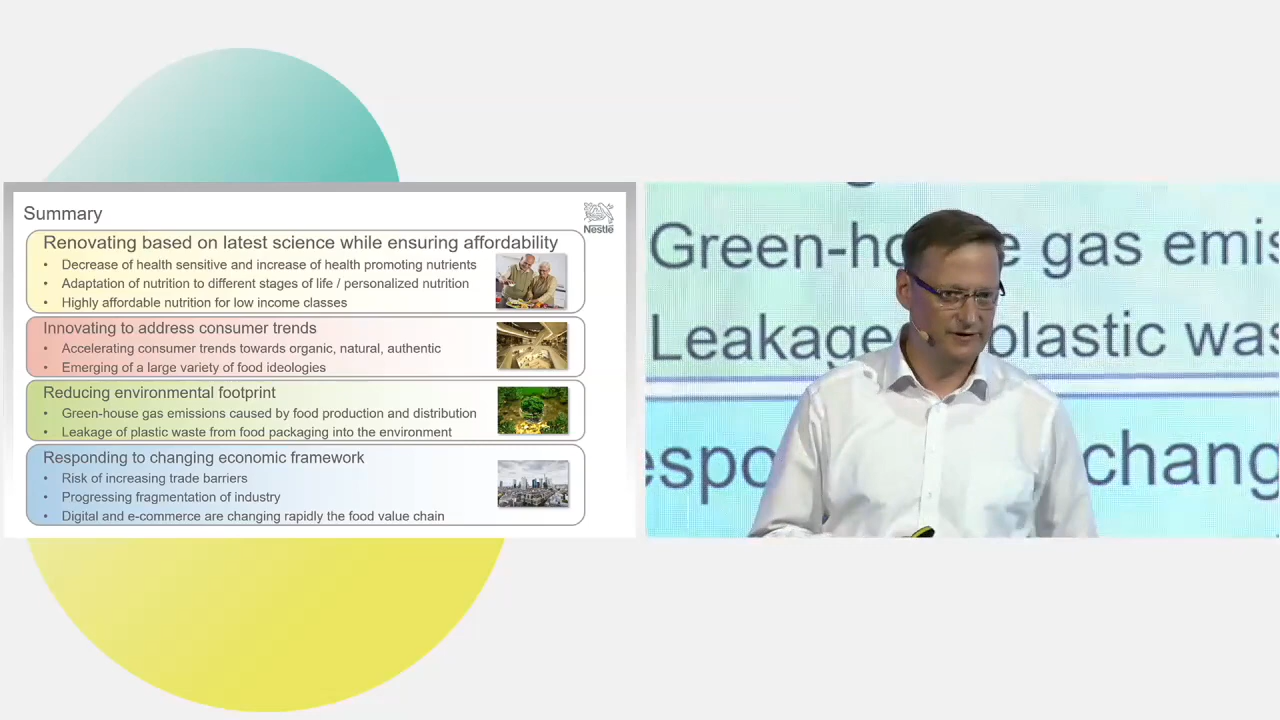 Summary
Nestlé
Renovating based on latest science while ensuring affordability
• Decrease of health sensitive and increase of health promoting nutrients
• Adaptation of nutrition to different stages of life / personalized nutrition
• Highly affordable nutrition for low income classes
Innovating to address consumer trends
• Accelerating consumer trends towards organic, natural, authentic
• Emerging of a large variety of food ideologies
Reducing environmental footprint
• Green-house gas emissions caused by food production and distribution
• Leakage of plastic waste from food packaging into the environment
Responding to changing economic framework
• Risk of increasing trade barriers
• Progressing fragmentation of industry
• Digital and e-commerce are changing rapidly the food value chain
Green-ho e gas emis
Leakage plastic was
espo chang